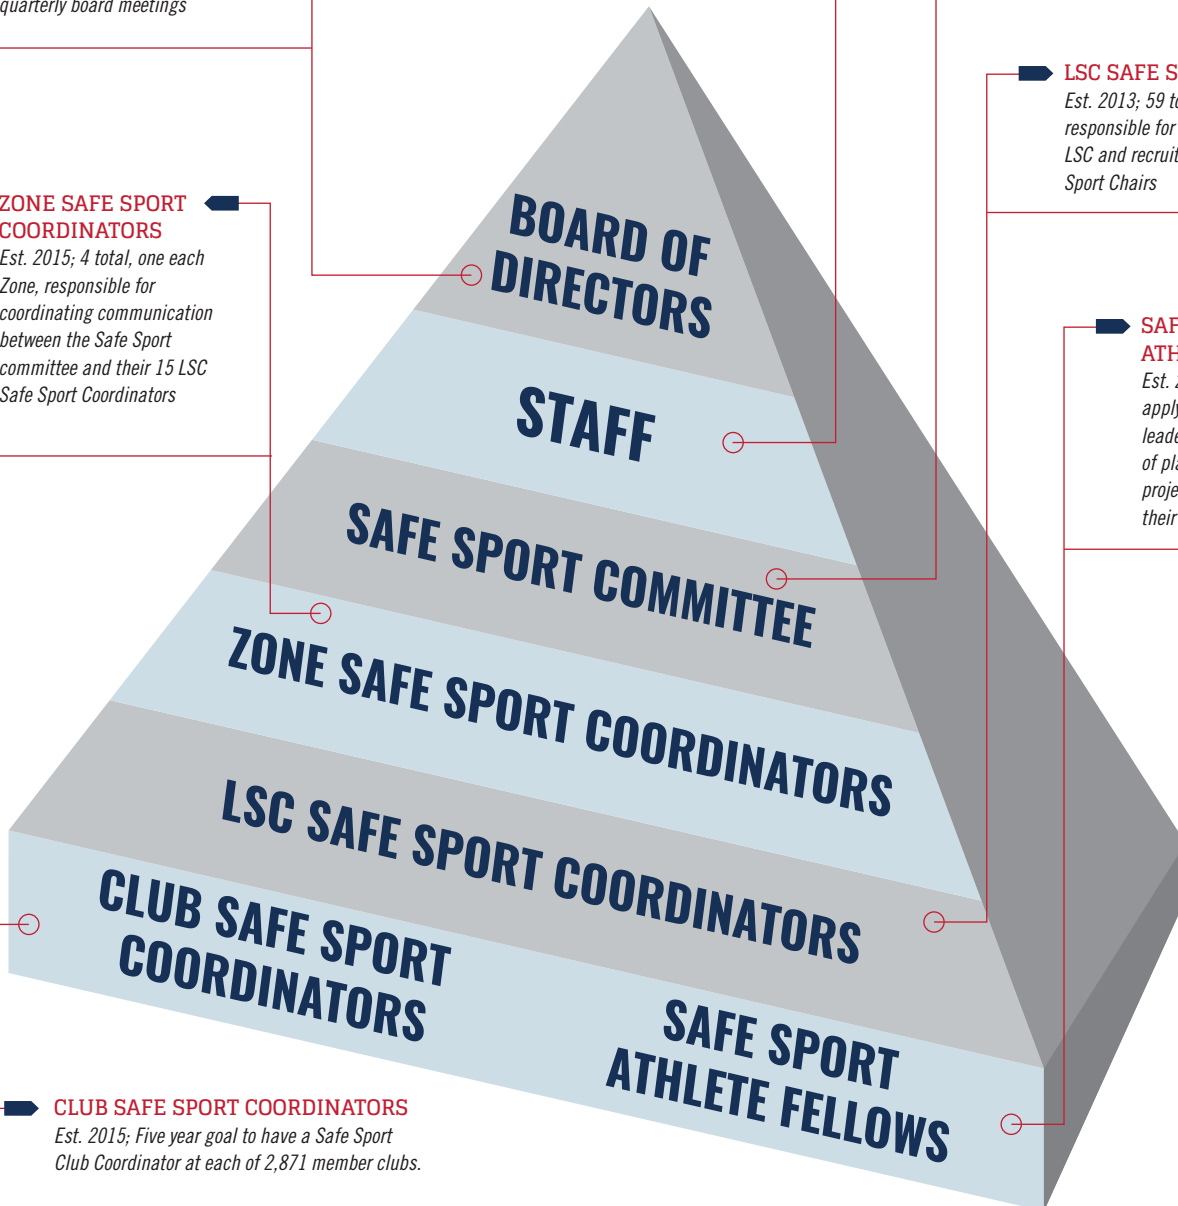 quarterly board meetings
LSC SAFE
Est. 2013; 59
responsible for
LSC and
Sport Chairs
ZONE SAFE SPORT
COORDINATORS
Est. 2015; 4 total, one each
Zone, responsible for
coordinating communication
between the Safe Sport
committee and their 15 LSC
Safe Sport Coordinators
Est.
of
their
BOARD OF
DIRECTORS
STAFF
SAFE SPORT COMMITTEE
ZONE SAFE SPORT COORDINATORS
LSC SAFE SPORT COORDINATORS
CLUB SAFE SPORT
COORDINATORS
SAFE SPORT
ATHLETE FELLOWS
CLUB SAFE SPORT COORDINATORS
Est. 2015; Five year goal to have a Safe Sport
Club Coordinator at each of 2,871 member clubs.